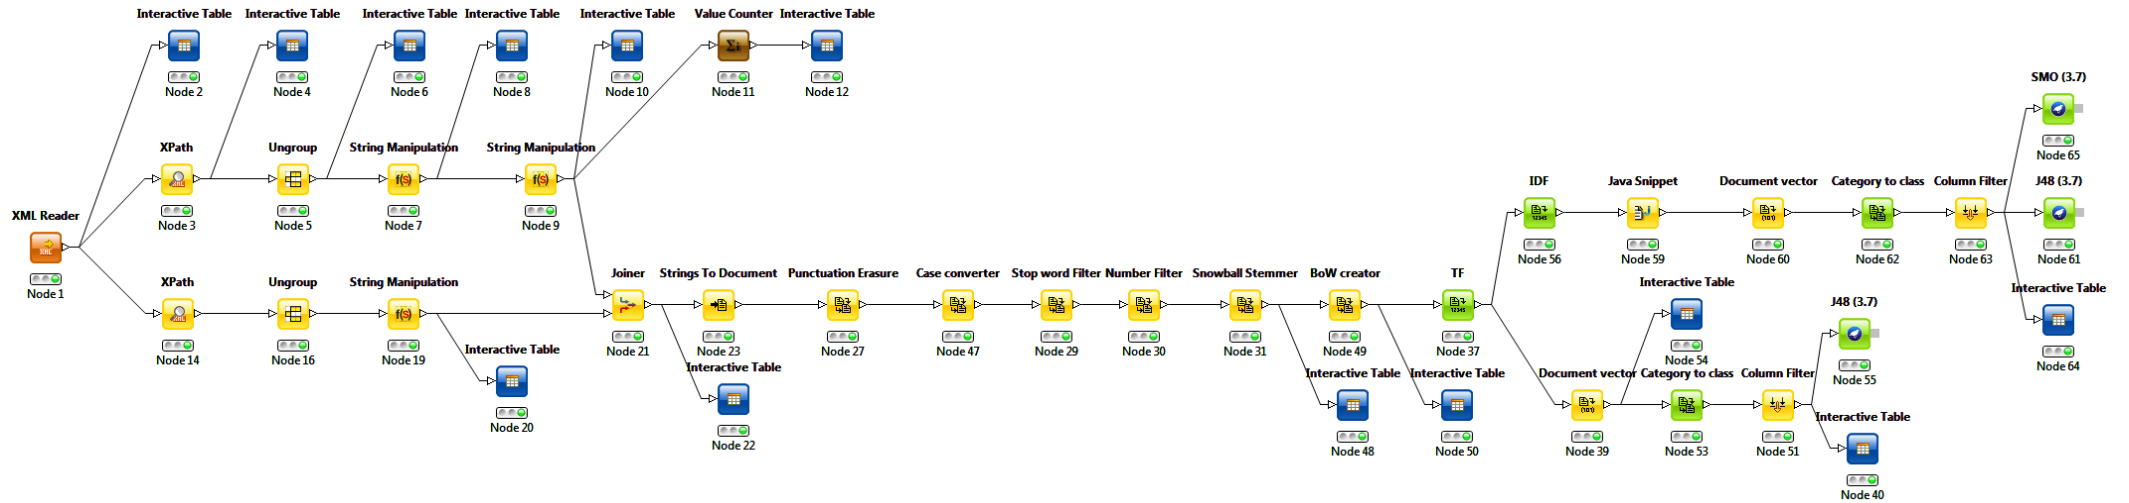 Interactive Table
Interactive Table
Interactive Table
Interactive Table
Interactive Table
Value Counter
Interactive Table
Node 2
Node 4
Node 6
Node 8
Node 10
Node 11
Node 12
SMO (3.7)
Node 65
XPath
Ungroup
String Manipulation
String Manipulation
Node 3
Node 5
Node 7
Node 9
IDF
Java Snippet
Document vector
Category to class
Column Filter
J48 (3.7)
Node 56
Node 59
Node 60
Node 62
Node 63
Node 61
XML Reader
Node 1
XPath
Ungroup
String Manipulation
Joiner
Strings To Document
Punctuation Erasure
Case converter
Stop word Filter
Number Filter
Snowball Stemmer
BoW creator
TF
Interactive Table
Interactive Table
J48 (3.7)
Node 14
Node 16
Node 19
Node 21
Node 23
Node 27
Node 47
Node 29
Node 30
Node 31
Node 49
Node 37
Node 54
Node 64
Interactive Table
Interactive Table
Interactive Table
Interactive Table
Document vector
Category to class
Column Filter
Node 55
Node 20
Node 22
Node 48
Node 50
Node 39
Node 53
Node 51
Interactive Table
Node 40